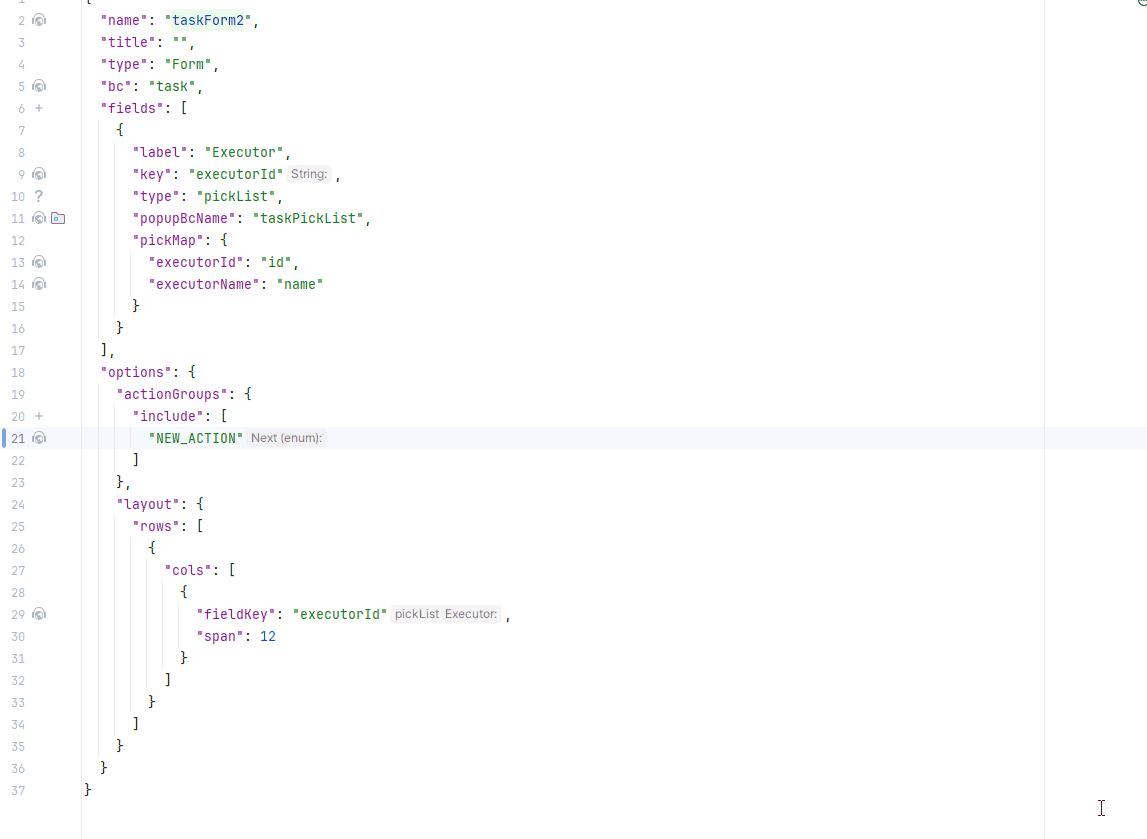 1 {
2 "name": "taskForm2",
3 "title": "",
4 "type": "Form",
5 "bc": "task",
6 + "fields": [
7 {
8 "label": "Executor",
9 "key": "executorId" String: ,
10 ? "type": "pickList",
11 "popupBcName": "taskPickList",
12 "pickMap": {
13 "executorId": "id",
14 "executorName": "name"
15 }
16 }
17 ],
18 "options": {
19 "actionGroups": {
20 + "include": [
21 "NEW_ACTION" Next (enum):
22 ]
23 },
24 "layout": {
25 "rows": [
26 {
27 "cols": [
28 {
29 "fieldKey": "executorId" pickList Executor: ,
30 "span": 12
31 }
32 ]
33 }
34 ]
35 }
36 }
37 }